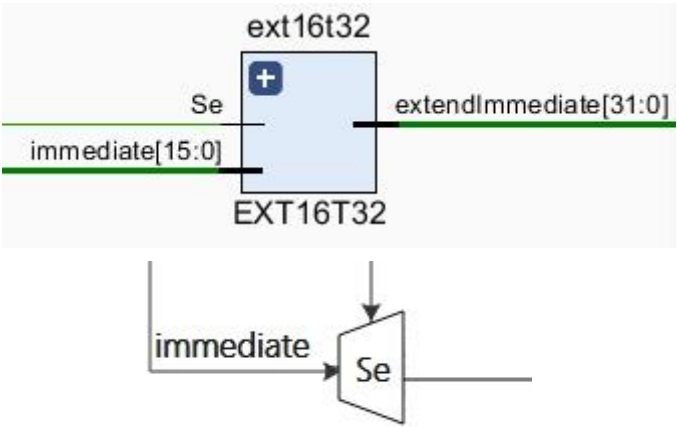 ext16t32
Se
extendImmediate[31:0]
immediate[15:0]
EXT16T32
immediate
Se